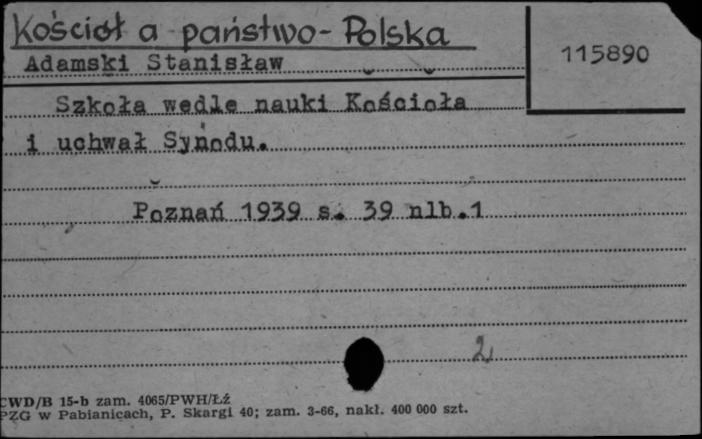 Kościół a państwo - Polska
115890
Adamski Stanisław
Szkoła wedle nauki Kościoła
i uchwał Synodu.
Poznań 1939 s. 39 nlb.1
2
CWD/B 15-b zam. 4065/PWH/Łź
PZG w Pabianicach, P. Skargi 40; zam. 3-66, nakł. 400 000 szt.